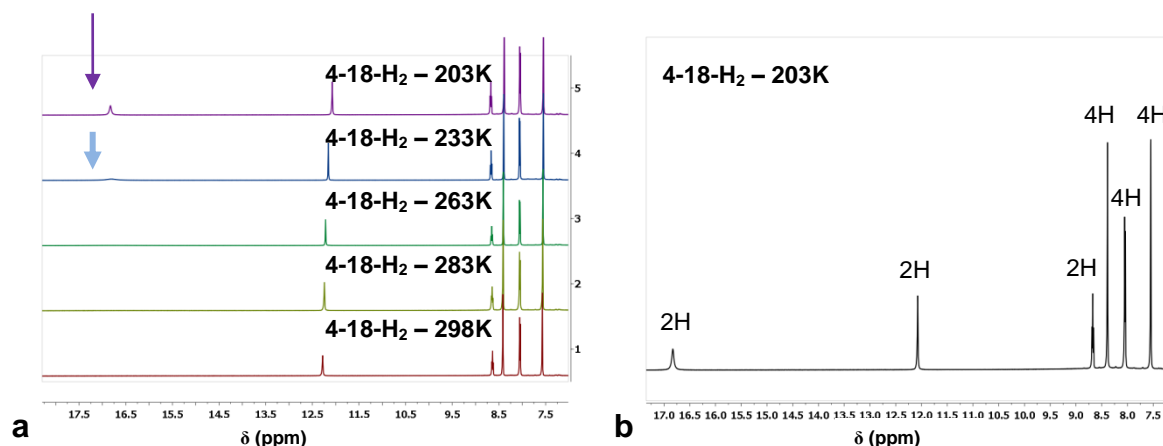 4-18-H₂ – 203K
5
4-18-H₂ – 233K
4
4-18-H₂ – 263K
3
4-18-H₂ – 283K
2
4-18-H₂ – 298K
1
17.5 16.5 15.5 14.5 13.5 12.5 11.5 10.5 9.5 8.5 7.5
δ (ppm)
a
4-18-H₂ – 203K
4H
4H
4H
2H
2H
2H
17.0 16.5 16.0 15.5 15.0 14.5 14.0 13.5 13.0 12.5 12.0 11.5 11.0 10.5 10.0 9.5 9.0 8.5 8.0 7.5
δ (ppm)
b